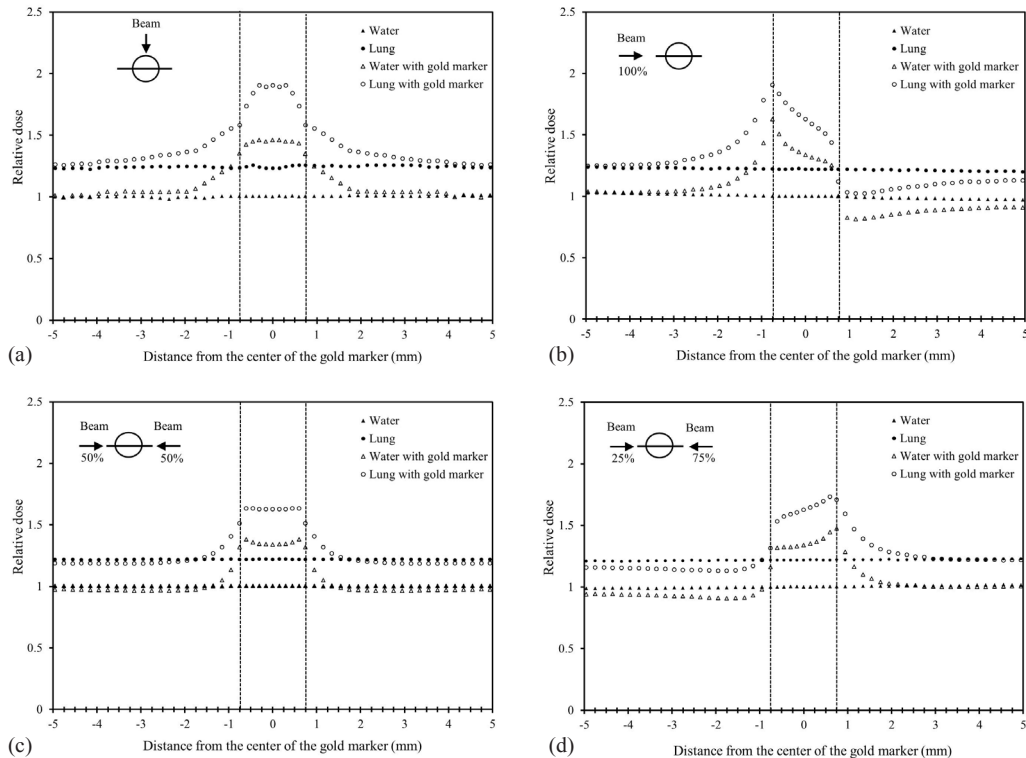 Beam
Water
Lung
Water with gold marker
Lung with gold marker
2.5
2
1.5
1
0.5
0
Relative dose
-5 -4 -3 -2 -1 0 1 2 3 4 5
Distance from the center of the gold marker (mm)
(a)
Beam
100%
Water
Lung
Water with gold marker
Lung with gold marker
2.5
2
1.5
1
0.5
0
Relative dose
-5 -4 -3 -2 -1 0 1 2 3 4 5
Distance from the center of the gold marker (mm)
(b)
Beam Beam
50% 50%
Water
Lung
Water with gold marker
Lung with gold marker
2.5
2
1.5
1
0.5
0
Relative dose
-5 -4 -3 -2 -1 0 1 2 3 4 5
Distance from the center of the gold marker (mm)
(c)
Beam Beam
25% 75%
Water
Lung
Water with gold marker
Lung with gold marker
2.5
2
1.5
1
0.5
0
Relative dose
-5 -4 -3 -2 -1 0 1 2 3 4 5
Distance from the center of the gold marker (mm)
(d)